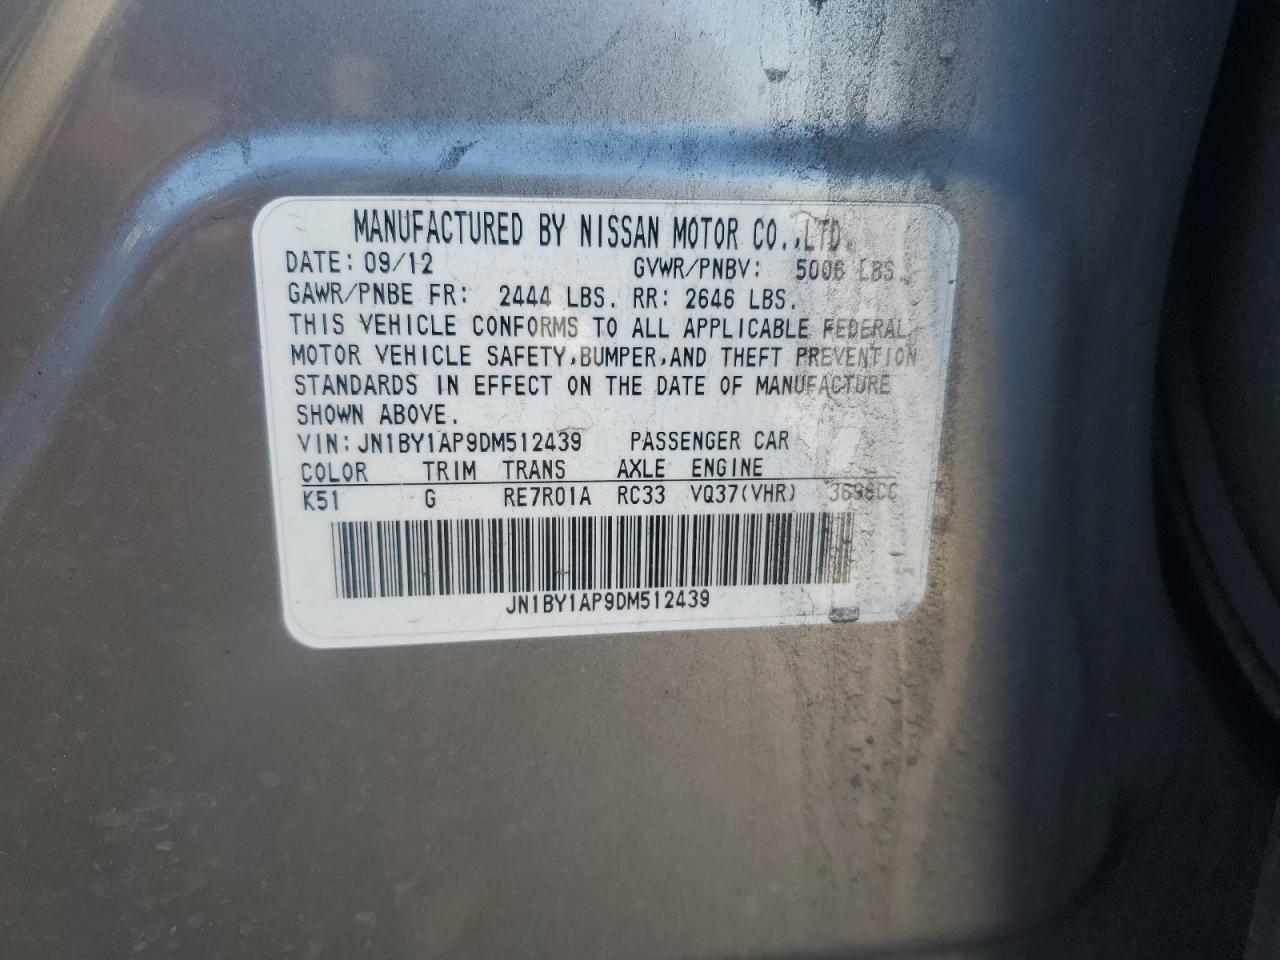 MANUFACTURED BY NISSAN MOTOR CO.,LTD.
DATE: 09/12 GVWR/PNBV: 5006 LBS.
GAWR/PNBE FR: 2444 LBS. RR: 2646 LBS.
THIS VEHICLE CONFORMS TO ALL APPLICABLE FEDERAL
MOTOR VEHICLE SAFETY,BUMPER,AND THEFT PREVENTION
STANDARDS IN EFFECT ON THE DATE OF MANUFACTURE
SHOWN ABOVE.
VIN: JN1BY1AP9DM512439 PASSENGER CAR
COLOR TRIM TRANS AXLE ENGINE
K51 G RE7R01A RC33 VQ37(VHR) 3696CC
JN1BY1AP9DM512439